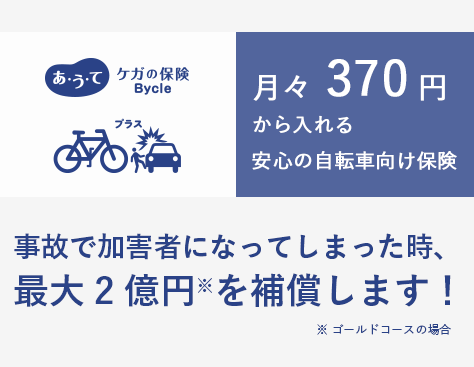 あ・う・て
ケガの保険
Bycle
プラス
月々 370 円
から入れる
安心の自転車向け保険
事故で加害者になってしまった時、
最大2億円※を補償します！
※ ゴールドコースの場合